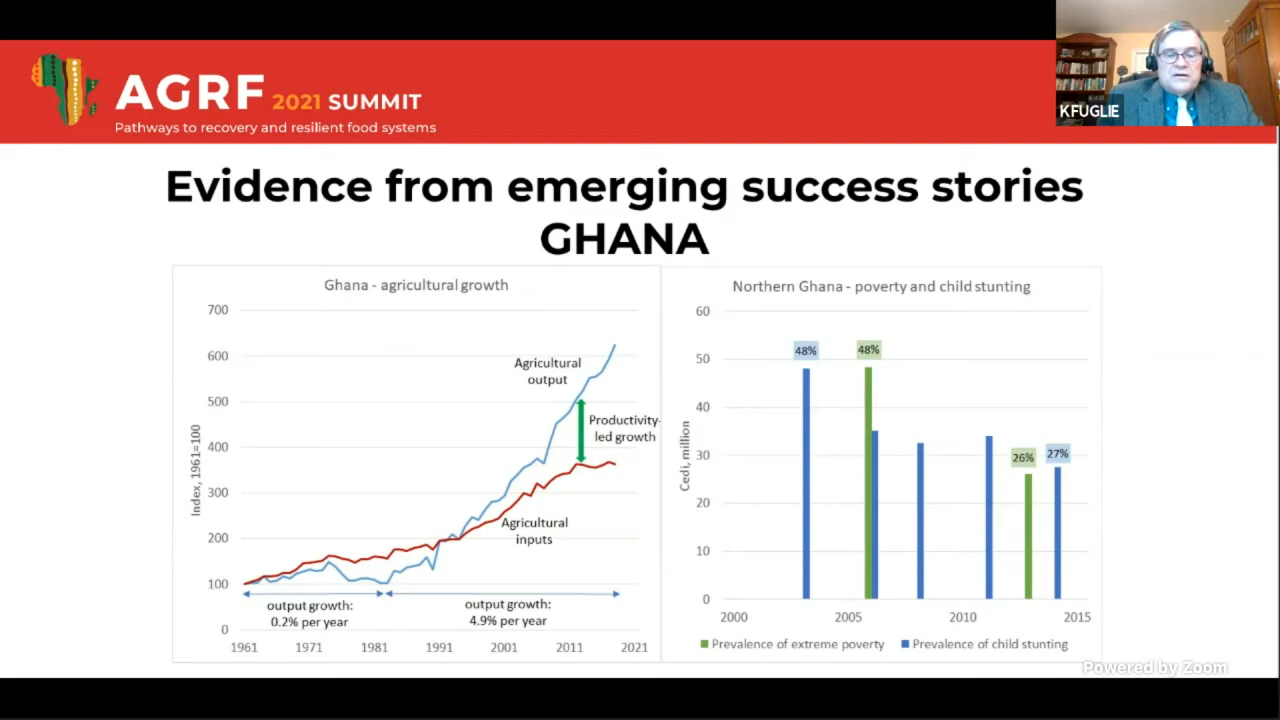 AGRF 2021 SUMMIT
Pathways to recovery and resilient food systems
KFUGLIE
Evidence from emerging success stories
GHANA
Ghana - agricultural growth
700
600
500
400
300
200
100
0
Index, 1961=100
Agricultural
output
Productivity-
led growth
Agricultural
inputs
output growth:
0.2% per year
output growth:
4.9% per year
1961 1971 1981 1991 2001 2011 2021
Northern Ghana - poverty and child stunting
60
50
40
30
20
10
0
Cedi, million
48%
48%
26%
27%
2000 2005 2010 2015
Prevalence of extreme poverty Prevalence of child stunting
Powered by Zoom